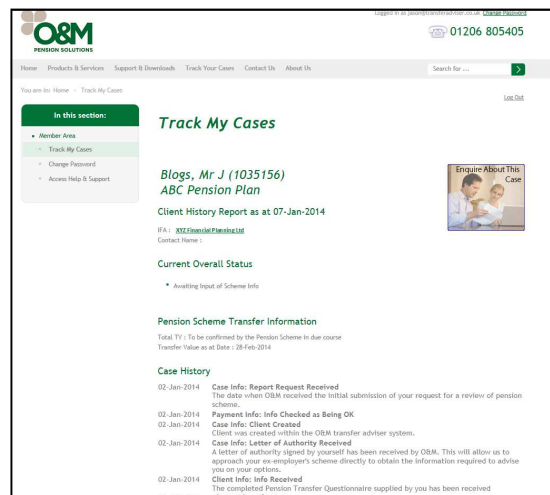 Logged in as jason@transferadviser.co.uk Change Password
O&M
PENSION SOLUTIONS
01206 805405
Home Products & Services Support & Downloads Track Your Cases Contact Us About Us
Search for ...
You are in: Home - Track My Cases
Log Out
In this section:
Member Area
Track My Cases
Change Password
Access Help & Support
Track My Cases
Blogs, Mr J (1035156)
ABC Pension Plan
Enquire About This
Case
Client History Report as at 07-Jan-2014
IFA : XYZ Financial Planning Ltd
Contact Name :
Current Overall Status
Awaiting Input of Scheme Info
Pension Scheme Transfer Information
Total TV : To be confirmed by the Pension Scheme in due course
Transfer Value as at Date : 28-Feb-2014
Case History
02-Jan-2014 Case Info: Report Request Received
The date when O&M received the initial submission of your request for a review of pension
scheme.
02-Jan-2014 Payment Info: Info Checked as Being OK
02-Jan-2014 Case Info: Client Created
Client was created within the O&M transfer adviser system.
02-Jan-2014 Case Info: Letter of Authority Received
A letter of authority signed by yourself has been received by O&M. This will allow us to
approach your ex-employer's scheme directly to obtain the information required to advise
you on your options.
02-Jan-2014 Client Info: Info Received
The completed Pension Transfer Questionnaire supplied by you has been received